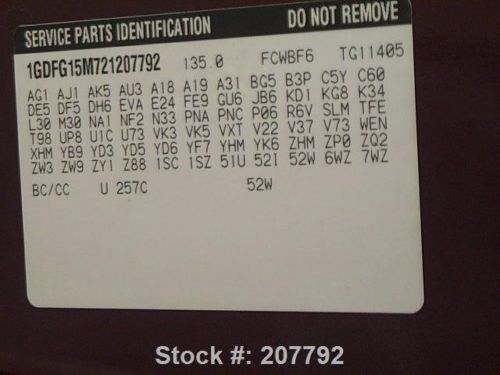 SERVICE PARTS IDENTIFICATION DO NOT REMOVE
1GDFG15M721207792 135.0 FCWBF6 TG11405
AG1 AJ1 AK5 AU3 A18 A19 A31 BG5 B3P C5Y C60
DE5 DF5 DH6 EVA E24 FE9 GU6 JB6 KD1 KG8 K34
L30 M30 NA1 NF2 N33 PNA PNC P06 R6V SLM TFE
T98 UP8 U1C U73 VK3 VK5 VXT V22 V37 V73 WEN
XHM YB9 YD3 YD5 YD6 YF7 YHM YK6 ZHM ZP0 ZQ2
ZW3 ZW9 ZY1 Z88 1SC 1SZ 51U 52I 52W 6WZ 7WZ
BC/CC U 257C 52W
Stock #: 207792